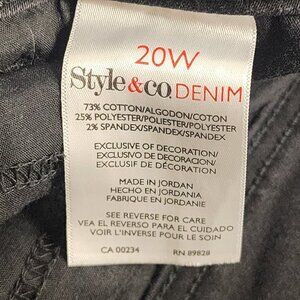 20W
Style&co. DENIM
73% COTTON/ALGODON/COTON
25% POLYESTER/POLIESTER/POLYESTER
2% SPANDEX/SPANDEX/SPANDEX
EXCLUSIVE OF DECORATION/
EXCLUSIVO DE DECORACION/
EXCLUSIF DE DÉCORATION
MADE IN JORDAN
HECHO EN JORDANIA
FABRIQUE EN JORDANIE
SEE REVERSE FOR CARE
VEA EL REVERSO PARA EL CUIDADO
VOIR L'INVERSE POUR LE SOIN
CA 00234 RN 89828